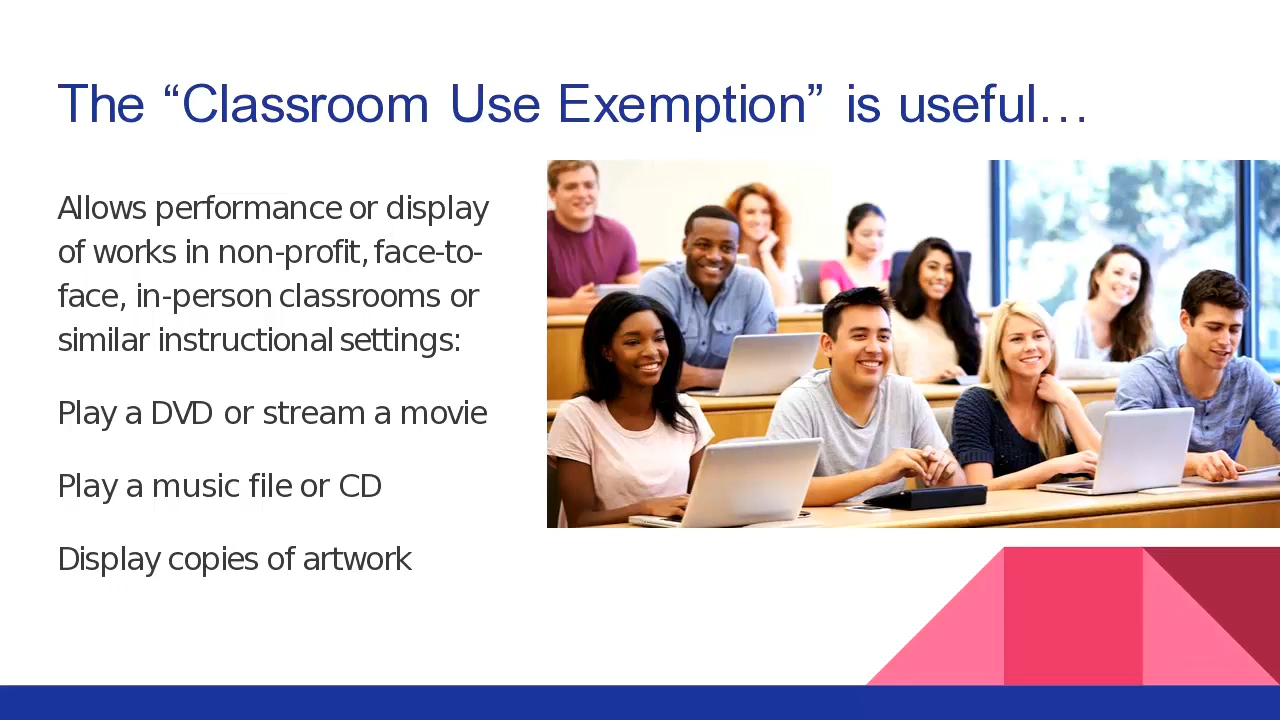 The “Classroom Use Exemption” is useful…
Allows performance or display
of works in non-profit, face-to-
face, in-person classrooms or
similar instructional settings:
Play a DVD or stream a movie
Play a music file or CD
Display copies of artwork